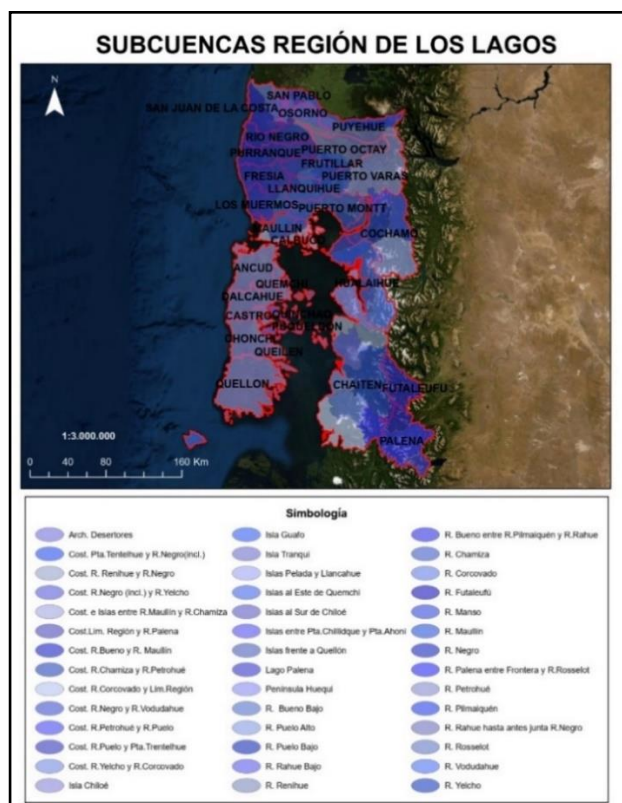 SUBCUENCAS REGIÓN DE LOS LAGOS
N
SAN PABLO
SAN JUAN DE LA COSTA
OSORNO
PUYEHUE
RIO NEGRO
PURRANQUE
PUERTO OCTAY
FRUTILLAR
FRESIA
PUERTO VARAS
LLANQUIHUE
LOS MUERMOS
PUERTO MONTT
MAULLIN
CALBUCO
COCHAMO
ANCUD
QUEMCHI
HUALAIHUE
DALCAHUE
CASTRO
QUINCHAO
PUQUELDON
CHONCHI
QUEILEN
QUELLON
CHAITEN
FUTALEUFU
PALENA
1:3.000.000
0 40 80 160 Km
Simbología
Arch. Desertores
Cost. Pta.Tentelhue y R.Negro(incl.)
Cost. R. Renihue y R.Negro
Cost. R.Negro (incl.) y R.Yelcho
Cost. e Islas entre R.Maullín y R.Chamiza
Cost.Lim. Región y R.Palena
Cost. R.Bueno y R. Maullín
Cost. R.Chamiza y R.Petrohué
Cost. R.Corcovado y Lim.Región
Cost. R.Negro y R.Vodudahue
Cost. R.Petrohué y R.Puelo
Cost. R.Puelo y Pta.Trentelhue
Cost. R.Yelcho y R.Corcovado
Isla Chiloé
Isla Guafo
Isla Tranqui
Islas Pelada y Llancahue
Islas al Este de Quemchi
Islas al Sur de Chiloé
Islas entre Pta.Chillidque y Pta.Ahoni
Islas frente a Quellón
Lago Palena
Península Huequi
R. Bueno Bajo
R. Puelo Alto
R. Puelo Bajo
R. Rahue Bajo
R. Renihue
R. Bueno entre R.Pilmaiquén y R.Rahue
R. Chamiza
R. Corcovado
R. Futaleufú
R. Manso
R. Maullín
R. Negro
R. Palena entre Frontera y R.Rosselot
R. Petrohué
R. Pilmaiquén
R. Rahue hasta antes junta R.Negro
R. Rosselot
R. Vodudahue
R. Yelcho